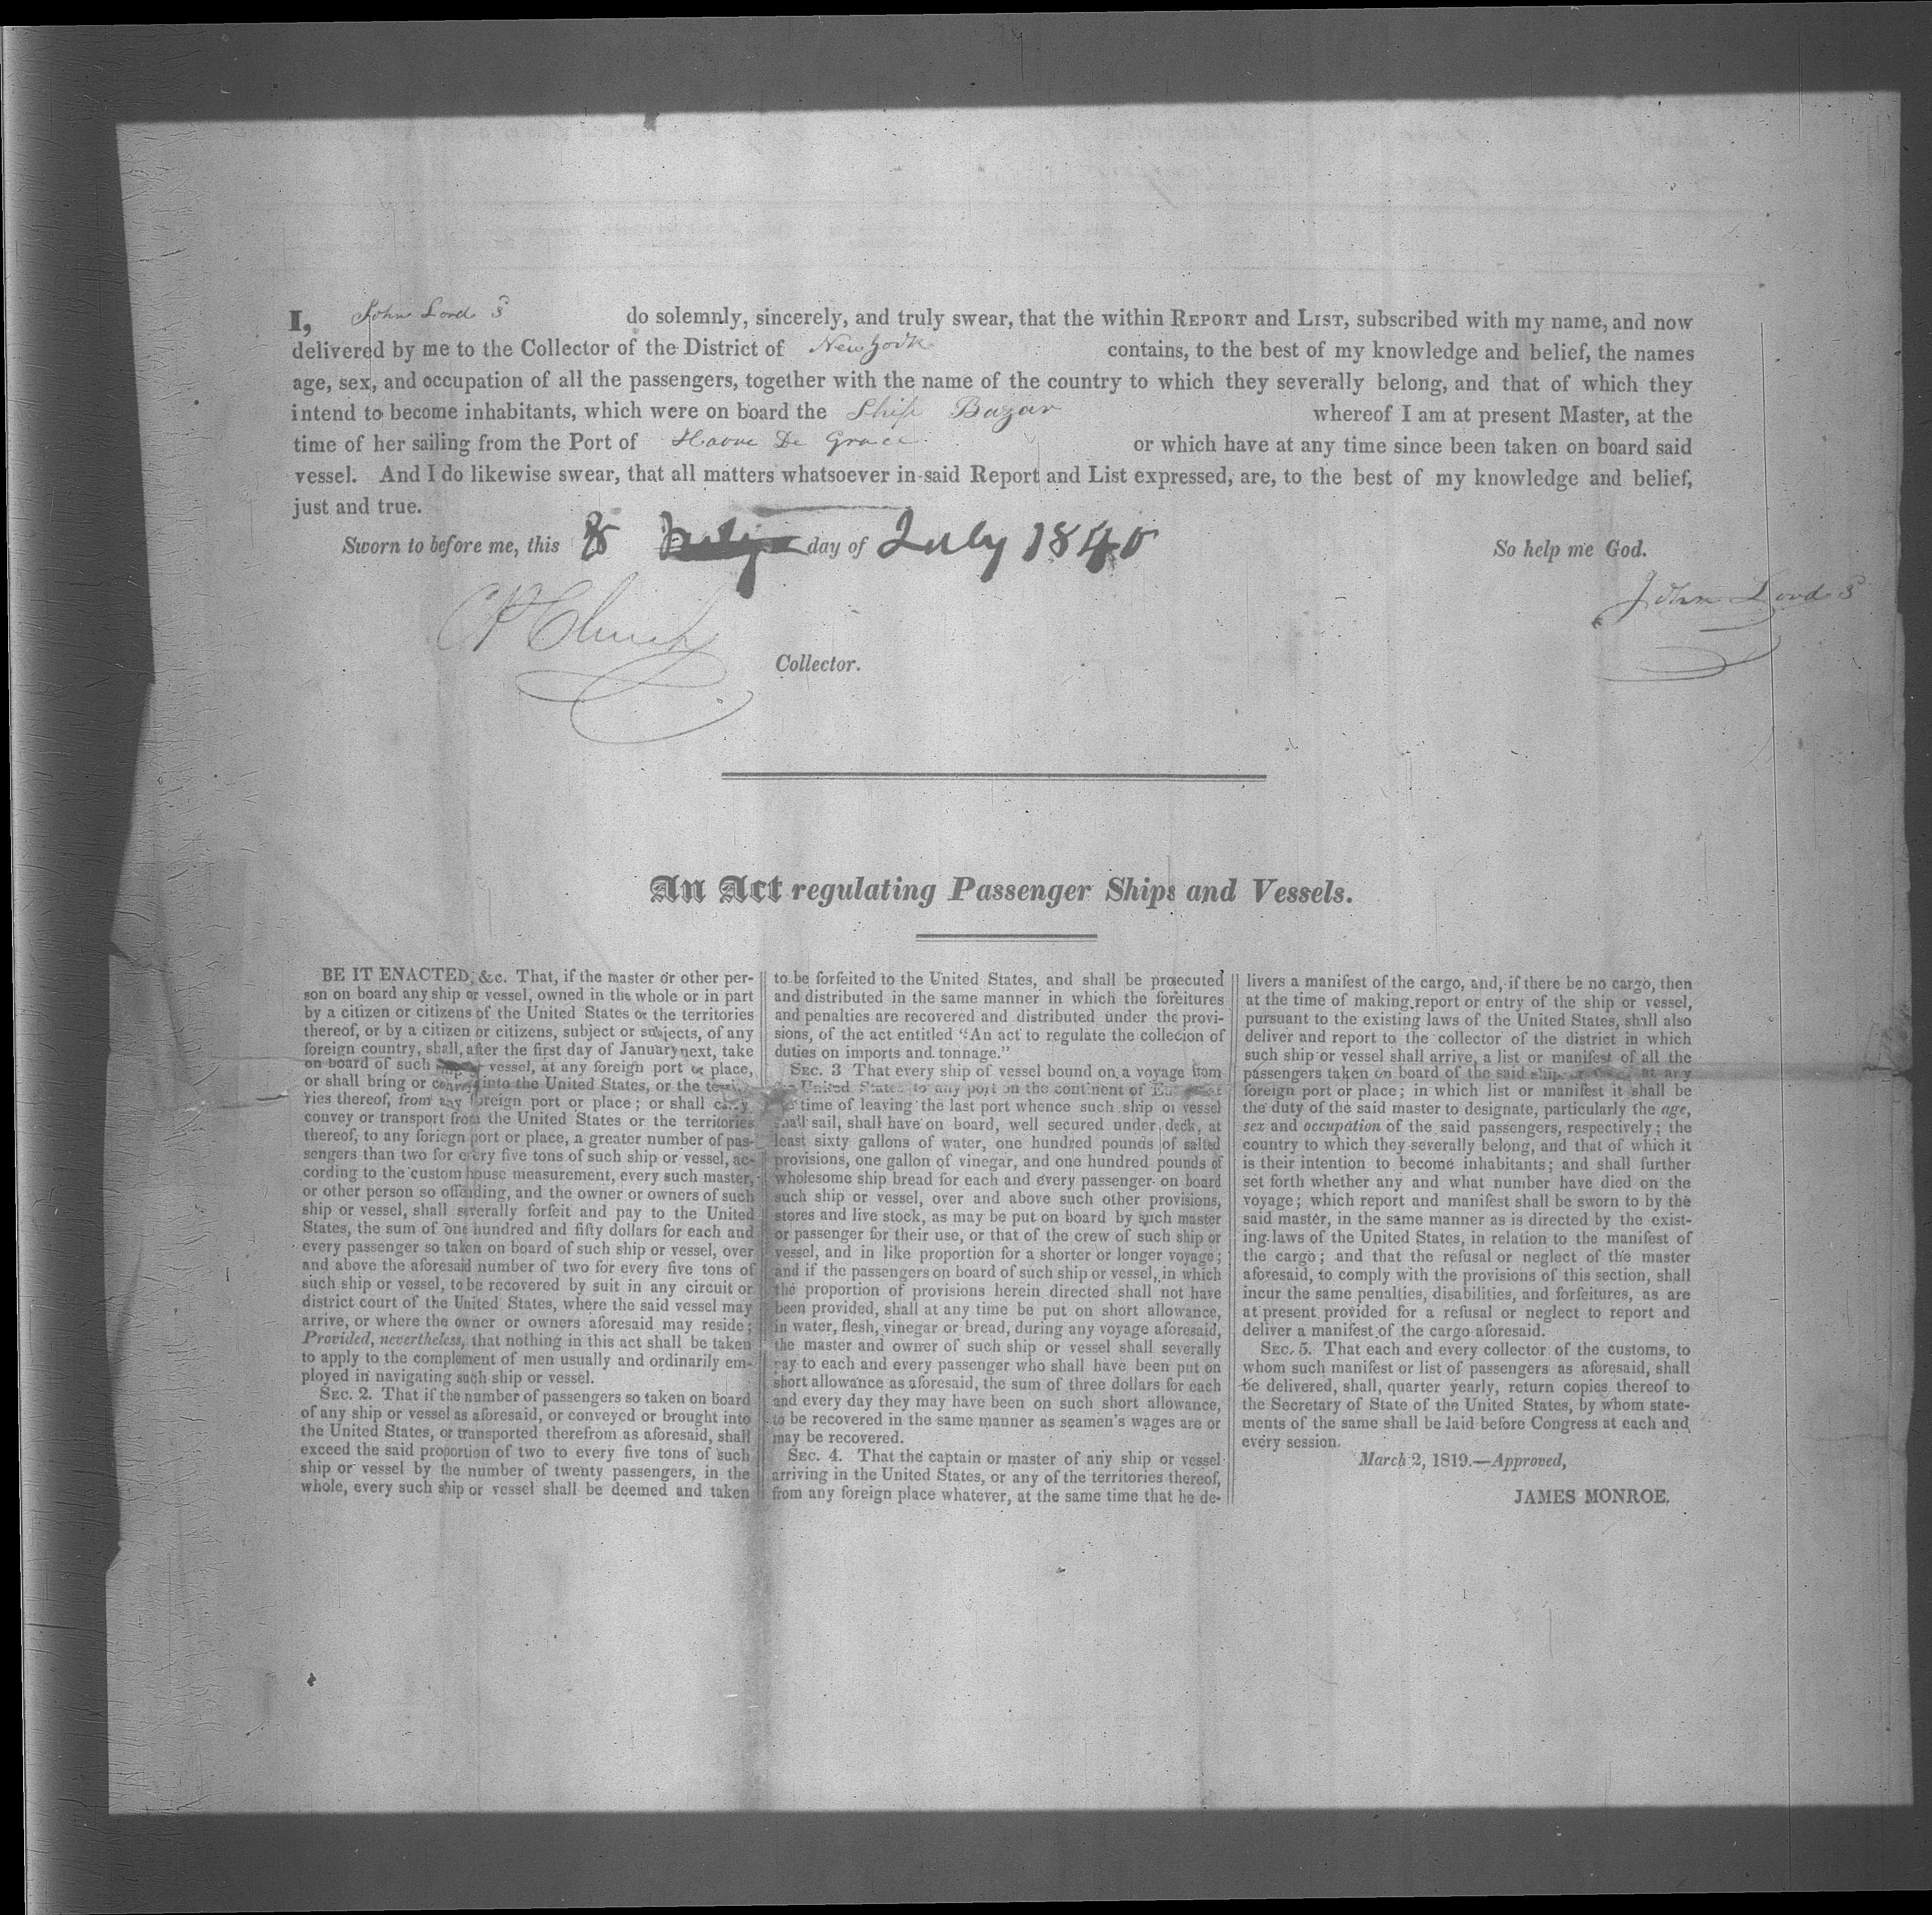 I, John Lord 3d do solemnly, sincerely, and truly swear, that the within REPORT and LIST, subscribed with my name, and now
delivered by me to the Collector of the District of New York contains, to the best of my knowledge and belief, the names
age, sex, and occupation of all the passengers, together with the name of the country to which they severally belong, and that of which they
intend to become inhabitants, which were on board the Ship Bazar whereof I am at present Master, at the
time of her sailing from the Port of Havre De Grace or which have at any time since been taken on board said
vessel. And I do likewise swear, that all matters whatsoever in said Report and List expressed, are, to the best of my knowledge and belief,
just and true.
Sworn to before me, this 8 day of July 1840 So help me God.
John Lord 3d
Collector.
An Act regulating Passenger Ships and Vessels.
BE IT ENACTED, &c. That, if the master or other per-
son on board any ship or vessel, owned in the whole or in part
by a citizen or citizens of the United States or the territories
thereof, or by a citizen or citizens, subject or subjects, of any
foreign country, shall, after the first day of January next, take
on board of such vessel, at any foreign port or place,
or shall bring or convey into the United States, or the territo-
ries thereof, from any foreign port or place; or shall carry
convey or transport from the United States or the territories
thereof, to any foriegn port or place, a greater number of pas-
sengers than two for every five tons of such ship or vessel, ac-
cording to the custom house measurement, every such master,
or other person so offending, and the owner or owners of such
ship or vessel, shall severally forfeit and pay to the United
States, the sum of one hundred and fifty dollars for each and
every passenger so taken on board of such ship or vessel, over
and above the aforesaid number of two for every five tons of
such ship or vessel, to be recovered by suit in any circuit or
district court of the United States, where the said vessel may
arrive, or where the owner or owners aforesaid may reside;
Provided, nevertheless, that nothing in this act shall be taken
to apply to the complement of men usually and ordinarily em-
ployed in navigating such ship or vessel.
SEC. 2. That if the number of passengers so taken on board
of any ship or vessel as aforesaid, or conveyed or brought into
the United States, or transported therefrom as aforesaid, shall
exceed the said proportion of two to every five tons of such
ship or vessel by the number of twenty passengers, in the
whole, every such ship or vessel shall be deemed and taken
to be forfeited to the United States, and shall be prosecuted
and distributed in the same manner in which the foreitures
and penalties are recovered and distributed under the provi-
sions, of the act entitled "An act to regulate the collecion of
duties on imports and tonnage."
SEC. 3 That every ship of vessel bound on a voyage from
the United States to any port on the continent of
time of leaving the last port whence such ship or vessel
shall sail, shall have on board, well secured under deck, at
least sixty gallons of water, one hundred pounds of salted
provisions, one gallon of vinegar, and one hundred pounds of
wholesome ship bread for each and every passenger on board
such ship or vessel, over and above such other provisions,
stores and live stock, as may be put on board by such master
or passenger for their use, or that of the crew of such ship or
vessel, and in like proportion for a shorter or longer voyage;
and if the passengers on board of such ship or vessel, in which
the proportion of provisions herein directed shall not have
been provided, shall at any time be put on short allowance,
in water, flesh, vinegar or bread, during any voyage aforesaid,
the master and owner of such ship or vessel shall severally
pay to each and every passenger who shall have been put on
short allowance as aforesaid, the sum of three dollars for each
and every day they may have been on such short allowance,
to be recovered in the same manner as seamen's wages are or
may be recovered.
SEC. 4. That the captain or master of any ship or vessel
arriving in the United States, or any of the territories thereof,
from any foreign place whatever, at the same time that he de-
livers a manifest of the cargo, and, if there be no cargo, then
at the time of making report or entry of the ship or vessel,
pursuant to the existing laws of the United States, shall also
deliver and report to the collector of the district in which
such ship or vessel shall arrive, a list or manifest of all the
passengers taken on board of the said ship at any
foreign port or place; in which list or manifest it shall be
the duty of the said master to designate, particularly the age,
sex and occupation of the said passengers, respectively; the
country to which they severally belong, and that of which it
is their intention to become inhabitants; and shall further
set forth whether any and what number have died on the
voyage; which report and manifest shall be sworn to by the
said master, in the same manner as is directed by the exist-
ing laws of the United States, in relation to the manifest of
the cargo; and that the refusal or neglect of the master
aforesaid, to comply with the provisions of this section, shall
incur the same penalties, disabilities, and forfeitures, as are
at present provided for a refusal or neglect to report and
deliver a manifest of the cargo aforesaid.
SEC. 5. That each and every collector of the customs, to
whom such manifest or list of passengers as aforesaid, shall
be delivered, shall, quarter yearly, return copies thereof to
the Secretary of State of the United States, by whom state-
ments of the same shall be laid before Congress at each and
every session.
March 2, 1819.—Approved,
JAMES MONROE.